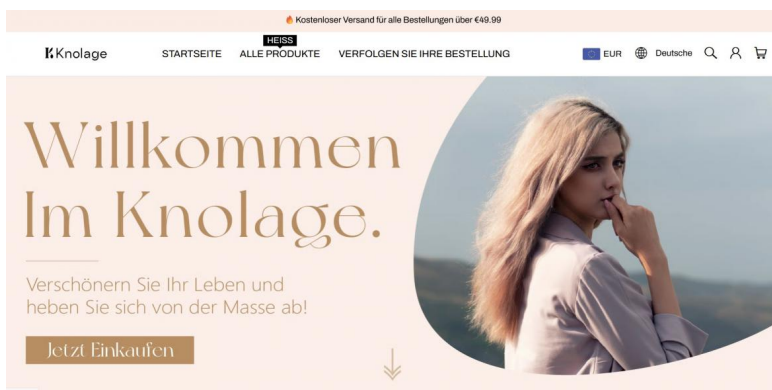 🔥 Kostenloser Versand für alle Bestellungen über €49.99
HEISS
Knolage STARTSEITE ALLE PRODUKTE VERFOLGEN SIE IHRE BESTELLUNG EUR Deutsche
Willkommen
Im Knolage.
Verschönern Sie Ihr Leben und
heben Sie sich von der Masse ab!
Jetzt Einkaufen